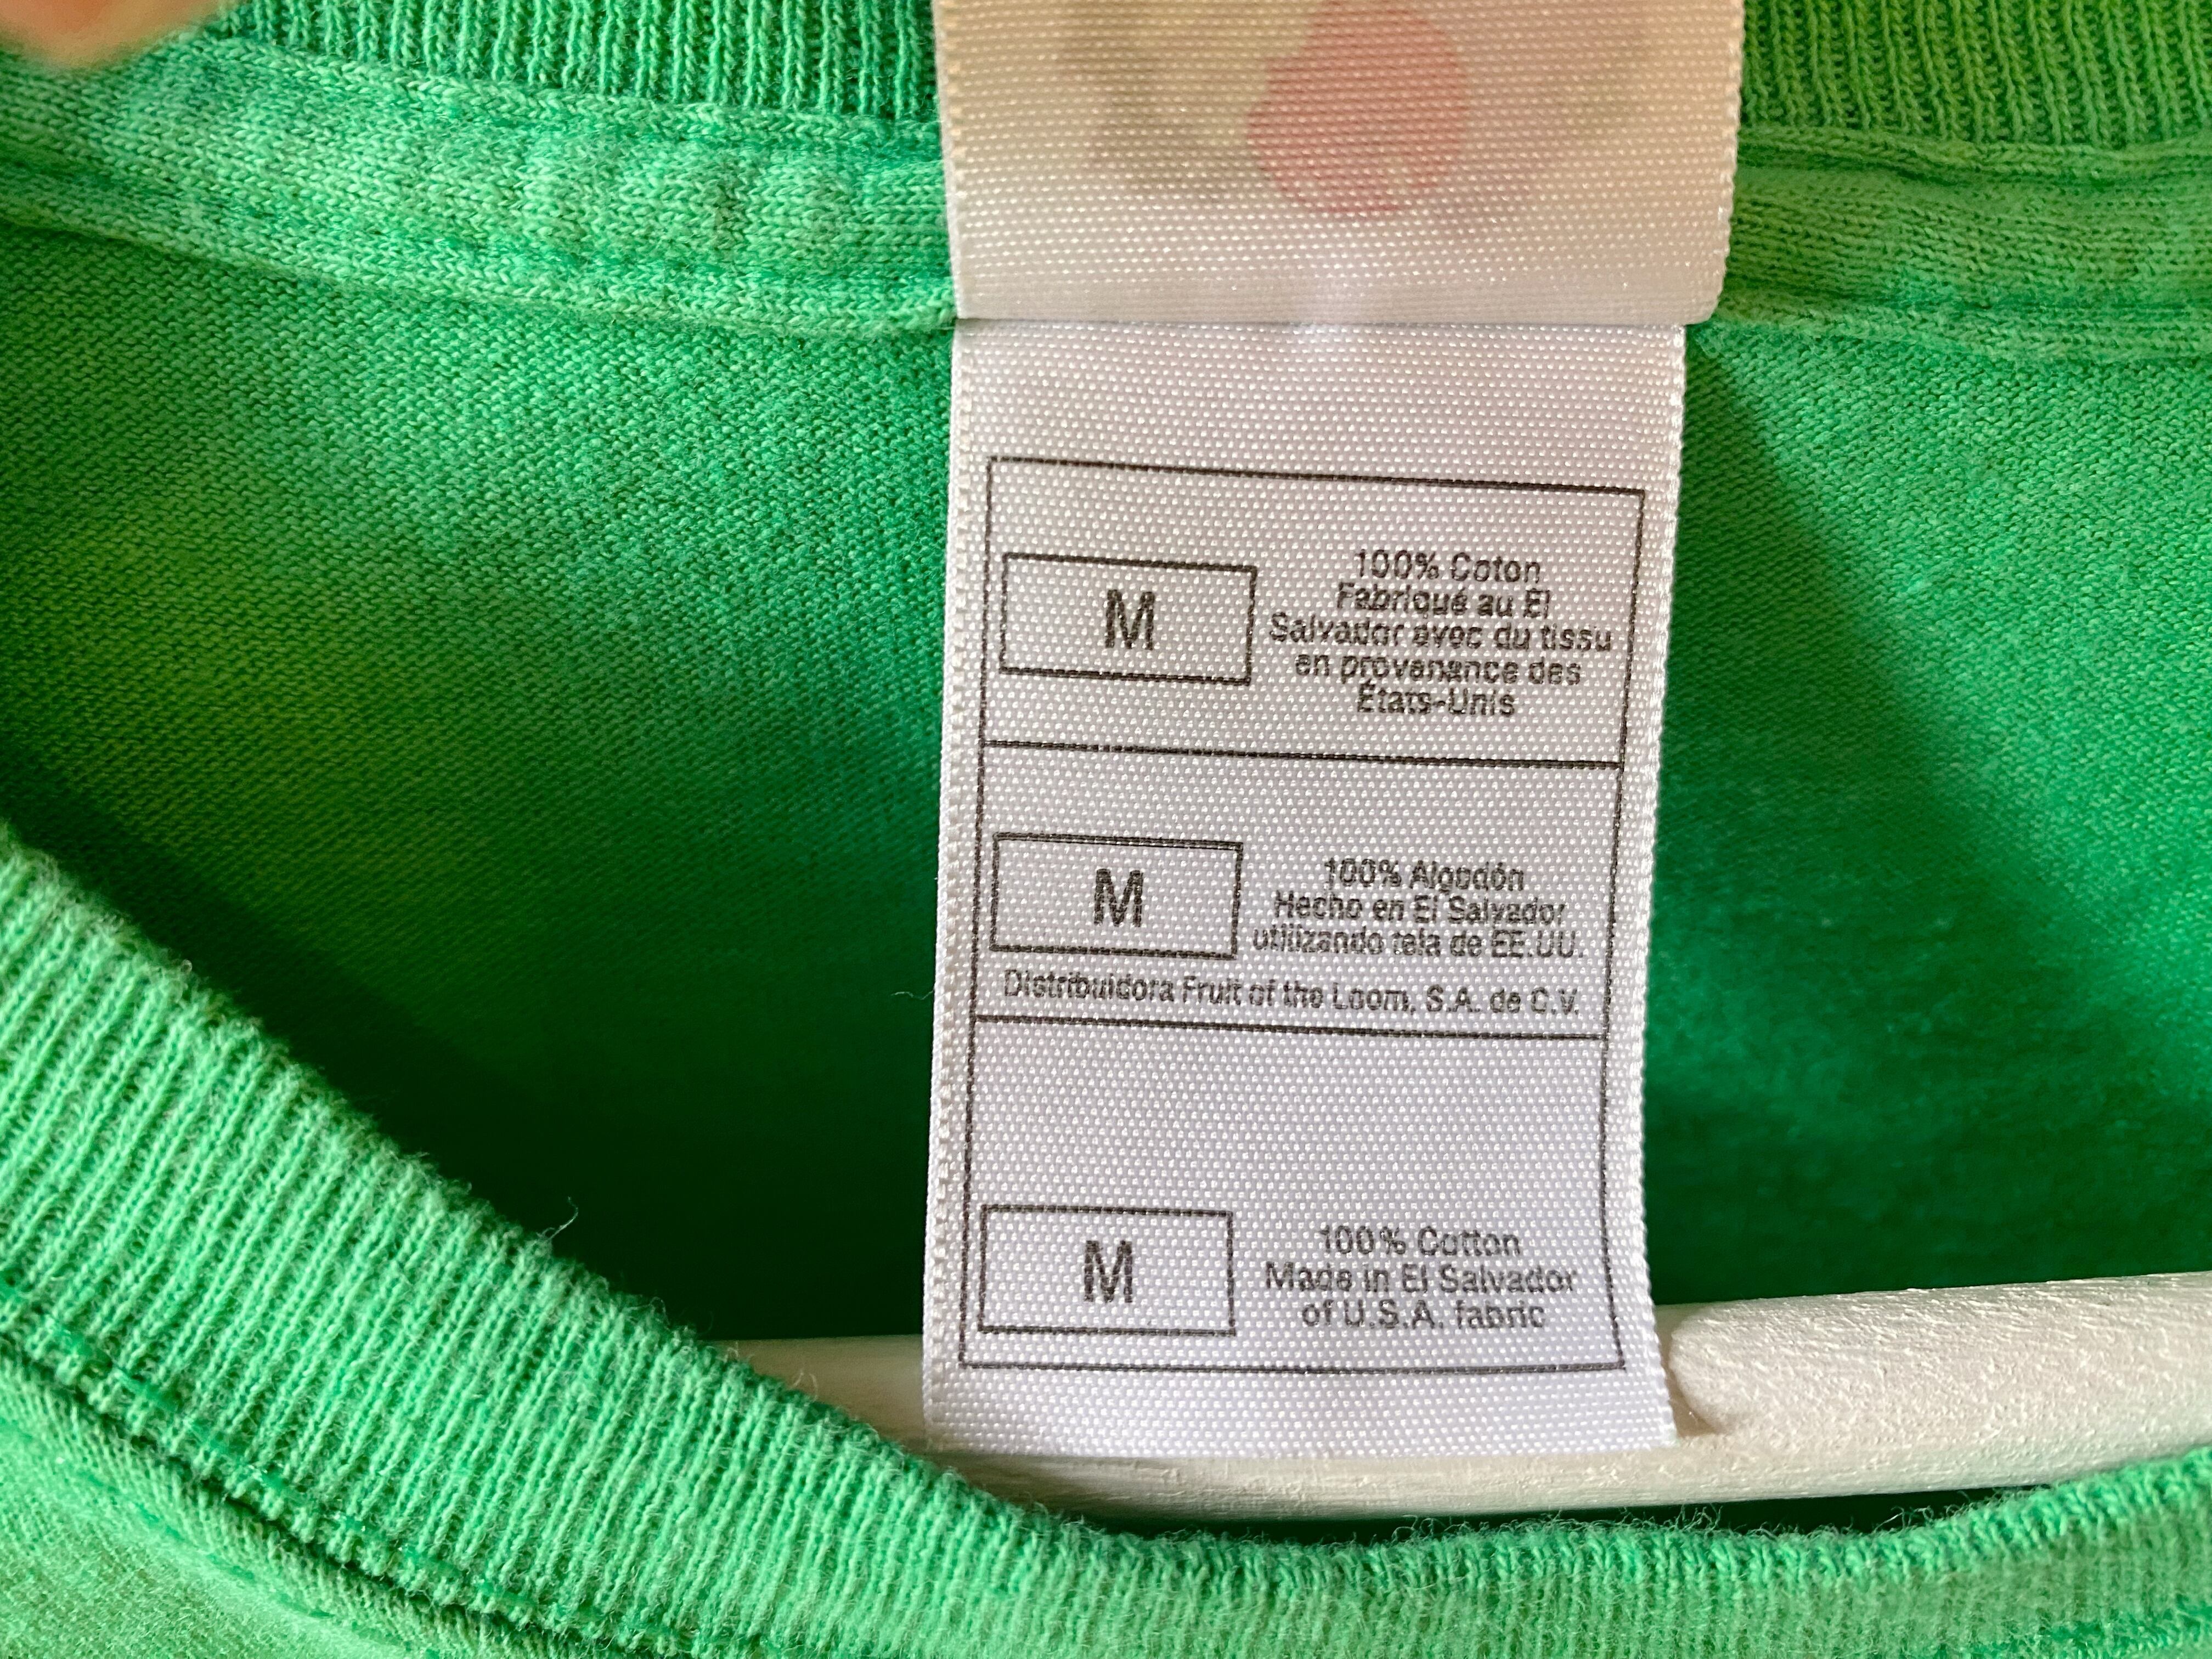 M
100% Coton
Fabriqué au El
Salvador avec du tissu
en provenance des
États-Unis
M
100% Algodón
Hecho en El Salvador
utilizando tela de EE.UU.
Distribuidora Fruit of the Loom, S.A. de C.V.
M
100% Cotton
Made in El Salvador
of U.S.A. fabric